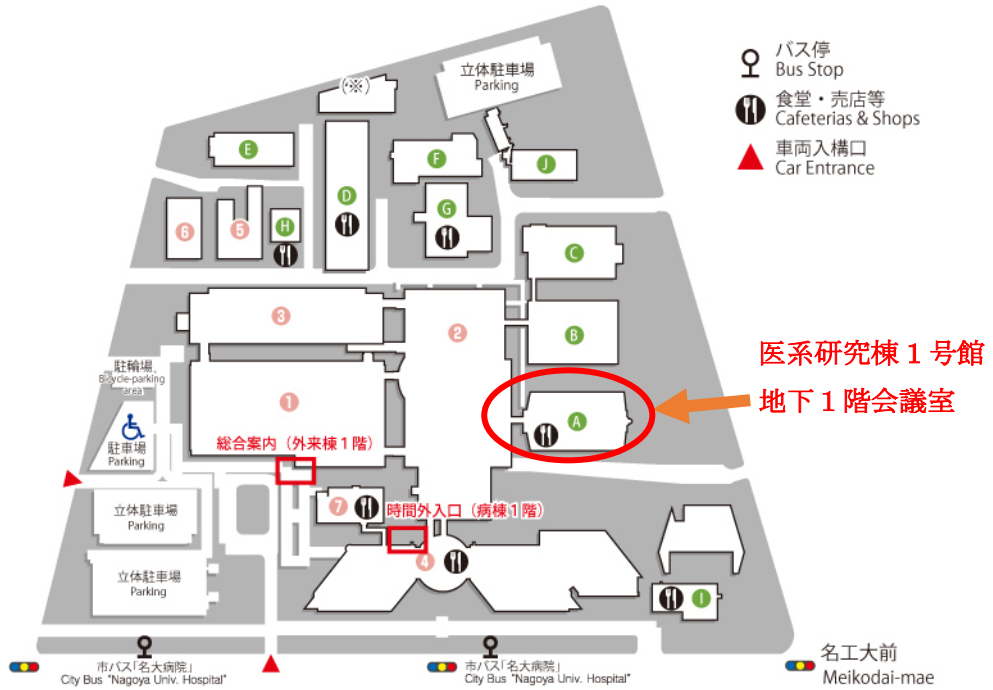 バス停
Bus Stop
食堂・売店等
Cafeterias & Shops
車両入構口
Car Entrance
立体駐車場
Parking
(※)
E
F
J
D
G
6
5
H
C
3
2
B
医系研究棟１号館
地下１階会議室
駐輪場
Bicycle-parking
area
1
A
駐車場
Parking
総合案内（外来棟１階）
7
時間外入口（病棟１階）
立体駐車場
Parking
4
立体駐車場
Parking
I
市バス「名大病院」
City Bus "Nagoya Univ. Hospital"
市バス「名大病院」
City Bus "Nagoya Univ. Hospital"
名工大前
Meikodai-mae